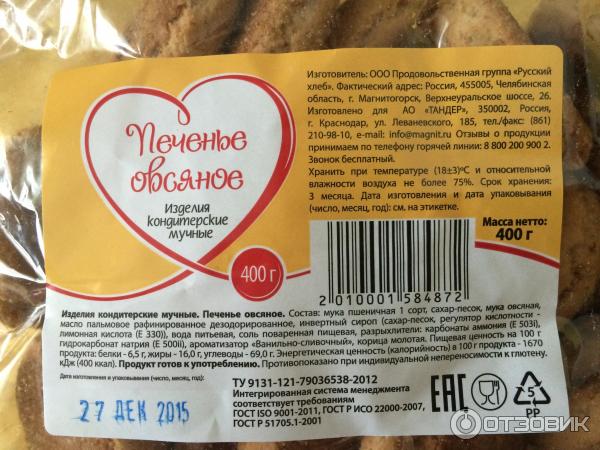 Печенье
овсяное
Изделия
кондитерские
мучные
400 г
Изготовитель: ООО Продовольственная группа «Русский
хлеб». Фактический адрес: Россия, 455005, Челябинская
область, г. Магнитогорск, Верхнеуральское шоссе, 26.
Изготовлено для АО "ТАНДЕР", 350002, Россия,
г. Краснодар, ул. Леваневского, 185, тел./факс: (861)
210-98-10, e-mail: info@magnit.ru Отзывы о продукции
принимаем по телефону горячей линии: 8 800 200 900 2.
Звонок бесплатный.
Хранить при температуре (18±3)ºС и относительной
влажности воздуха не более 75%. Срок хранения:
3 месяца. Дата изготовления и дата упаковывания
(число, месяц, год): см. на этикетке.
Масса нетто:
400 г
2010001584872
Изделия кондитерские мучные. Печенье овсяное. Состав: мука пшеничная 1 сорт, сахар-песок, мука овсяная,
масло пальмовое рафинированное дезодорированное, инвертный сироп (сахар-песок, регулятор кислотности -
лимонная кислота (Е 330)), вода питьевая, соль поваренная пищевая, разрыхлители: карбонаты аммония (Е 503i),
гидрокарбонат натрия (Е 500ii), ароматизатор «Ванильно-сливочный», корица молотая. Пищевая ценность на 100 г
продукта: белки - 6,5 г, жиры - 16,0 г, углеводы - 69,0 г. Энергетическая ценность (калорийность) в 100 г продукта - 1670
кДж (400 ккал). Продукт готов к употреблению. Противопоказано при индивидуальной непереносимости к глютену.
Дата изготовления и упаковывания (число, месяц, год):
27 ДЕК 2015
ТУ 9131-121-79036538-2012
Интегрированная система менеджмента
соответствует требованиям
ГОСТ ISO 9001-2011, ГОСТ Р ИСО 22000-2007,
ГОСТ Р 51705.1-2001
ЕАС
5
PP
ОТЗОВИК